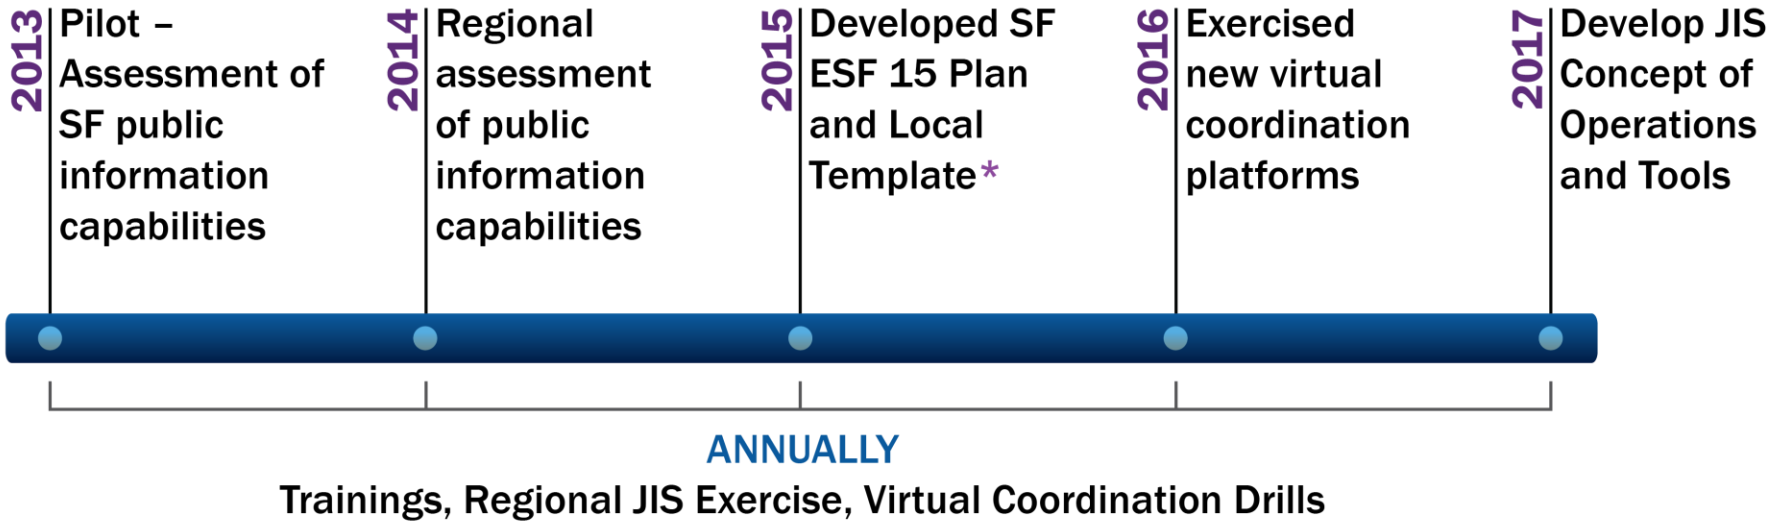 2013
Pilot –
Assessment of
SF public
information
capabilities
2014
Regional
assessment
of public
information
capabilities
2015
Developed SF
ESF 15 Plan
and Local
Template*
2016
Exercised
new virtual
coordination
platforms
2017
Develop JIS
Concept of
Operations
and Tools
ANNUALLY
Trainings, Regional JIS Exercise, Virtual Coordination Drills